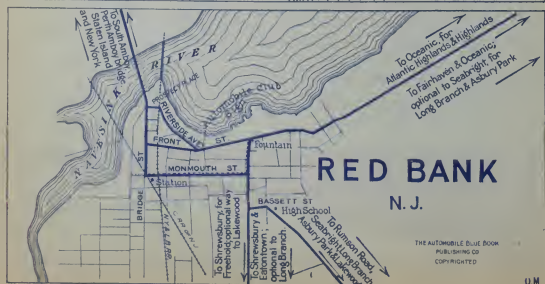 To South Amboy
Perth Amboy bridge
Staten Island
and New York
NAVESINK RIVER
RIVERSIDE AVE
FRONT ST.
Fountain
MONMOUTH ST
Station
BRIDGE ST
BASSETT ST
High School
To Oceanic, for
Atlantic Highlands & Highlands
To Fairhaven & Oceanic;
optional to Seabright, for
Long Branch & Asbury Park
RED BANK
N. J.
To Shrewsbury, for
Freehold; optional way
to Lakewood
To Shrewsbury &
Eatontown;
optional to
Long Branch
To Rumson Road,
Seabright, Long Branch,
Asbury Park & Lakewood
THE AUTOMOBILE BLUE BOOK
PUBLISHING CO
COPYRIGHTED